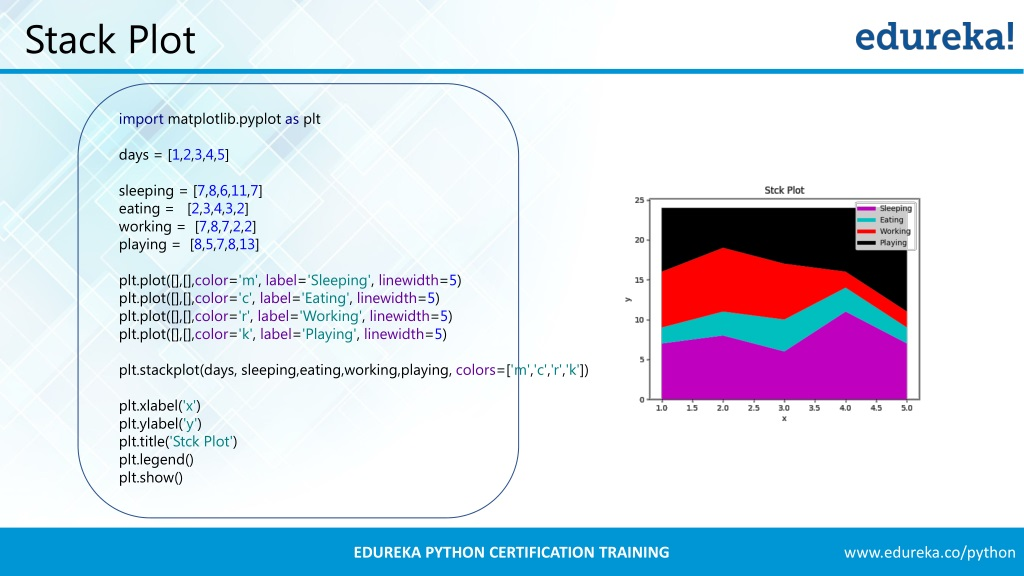 Stack Plot
edureka!
import matplotlib.pyplot as plt
days = [1,2,3,4,5]
sleeping = [7,8,6,11,7]
eating = [2,3,4,3,2]
working = [7,8,7,2,2]
playing = [8,5,7,8,13]
plt.plot([],[],color='m', label='Sleeping', linewidth=5)
plt.plot([],[],color='c', label='Eating', linewidth=5)
plt.plot([],[],color='r', label='Working', linewidth=5)
plt.plot([],[],color='k', label='Playing', linewidth=5)
plt.stackplot(days, sleeping,eating,working,playing, colors=['m','c','r','k'])
plt.xlabel('x')
plt.ylabel('y')
plt.title('Stck Plot')
plt.legend()
plt.show()
Stck Plot
25
20
15
10
5
0
y
Sleeping
Eating
Working
Playing
1.0 1.5 2.0 2.5 3.0 3.5 4.0 4.5 5.0
x
EDUREKA PYTHON CERTIFICATION TRAINING
www.edureka.co/python